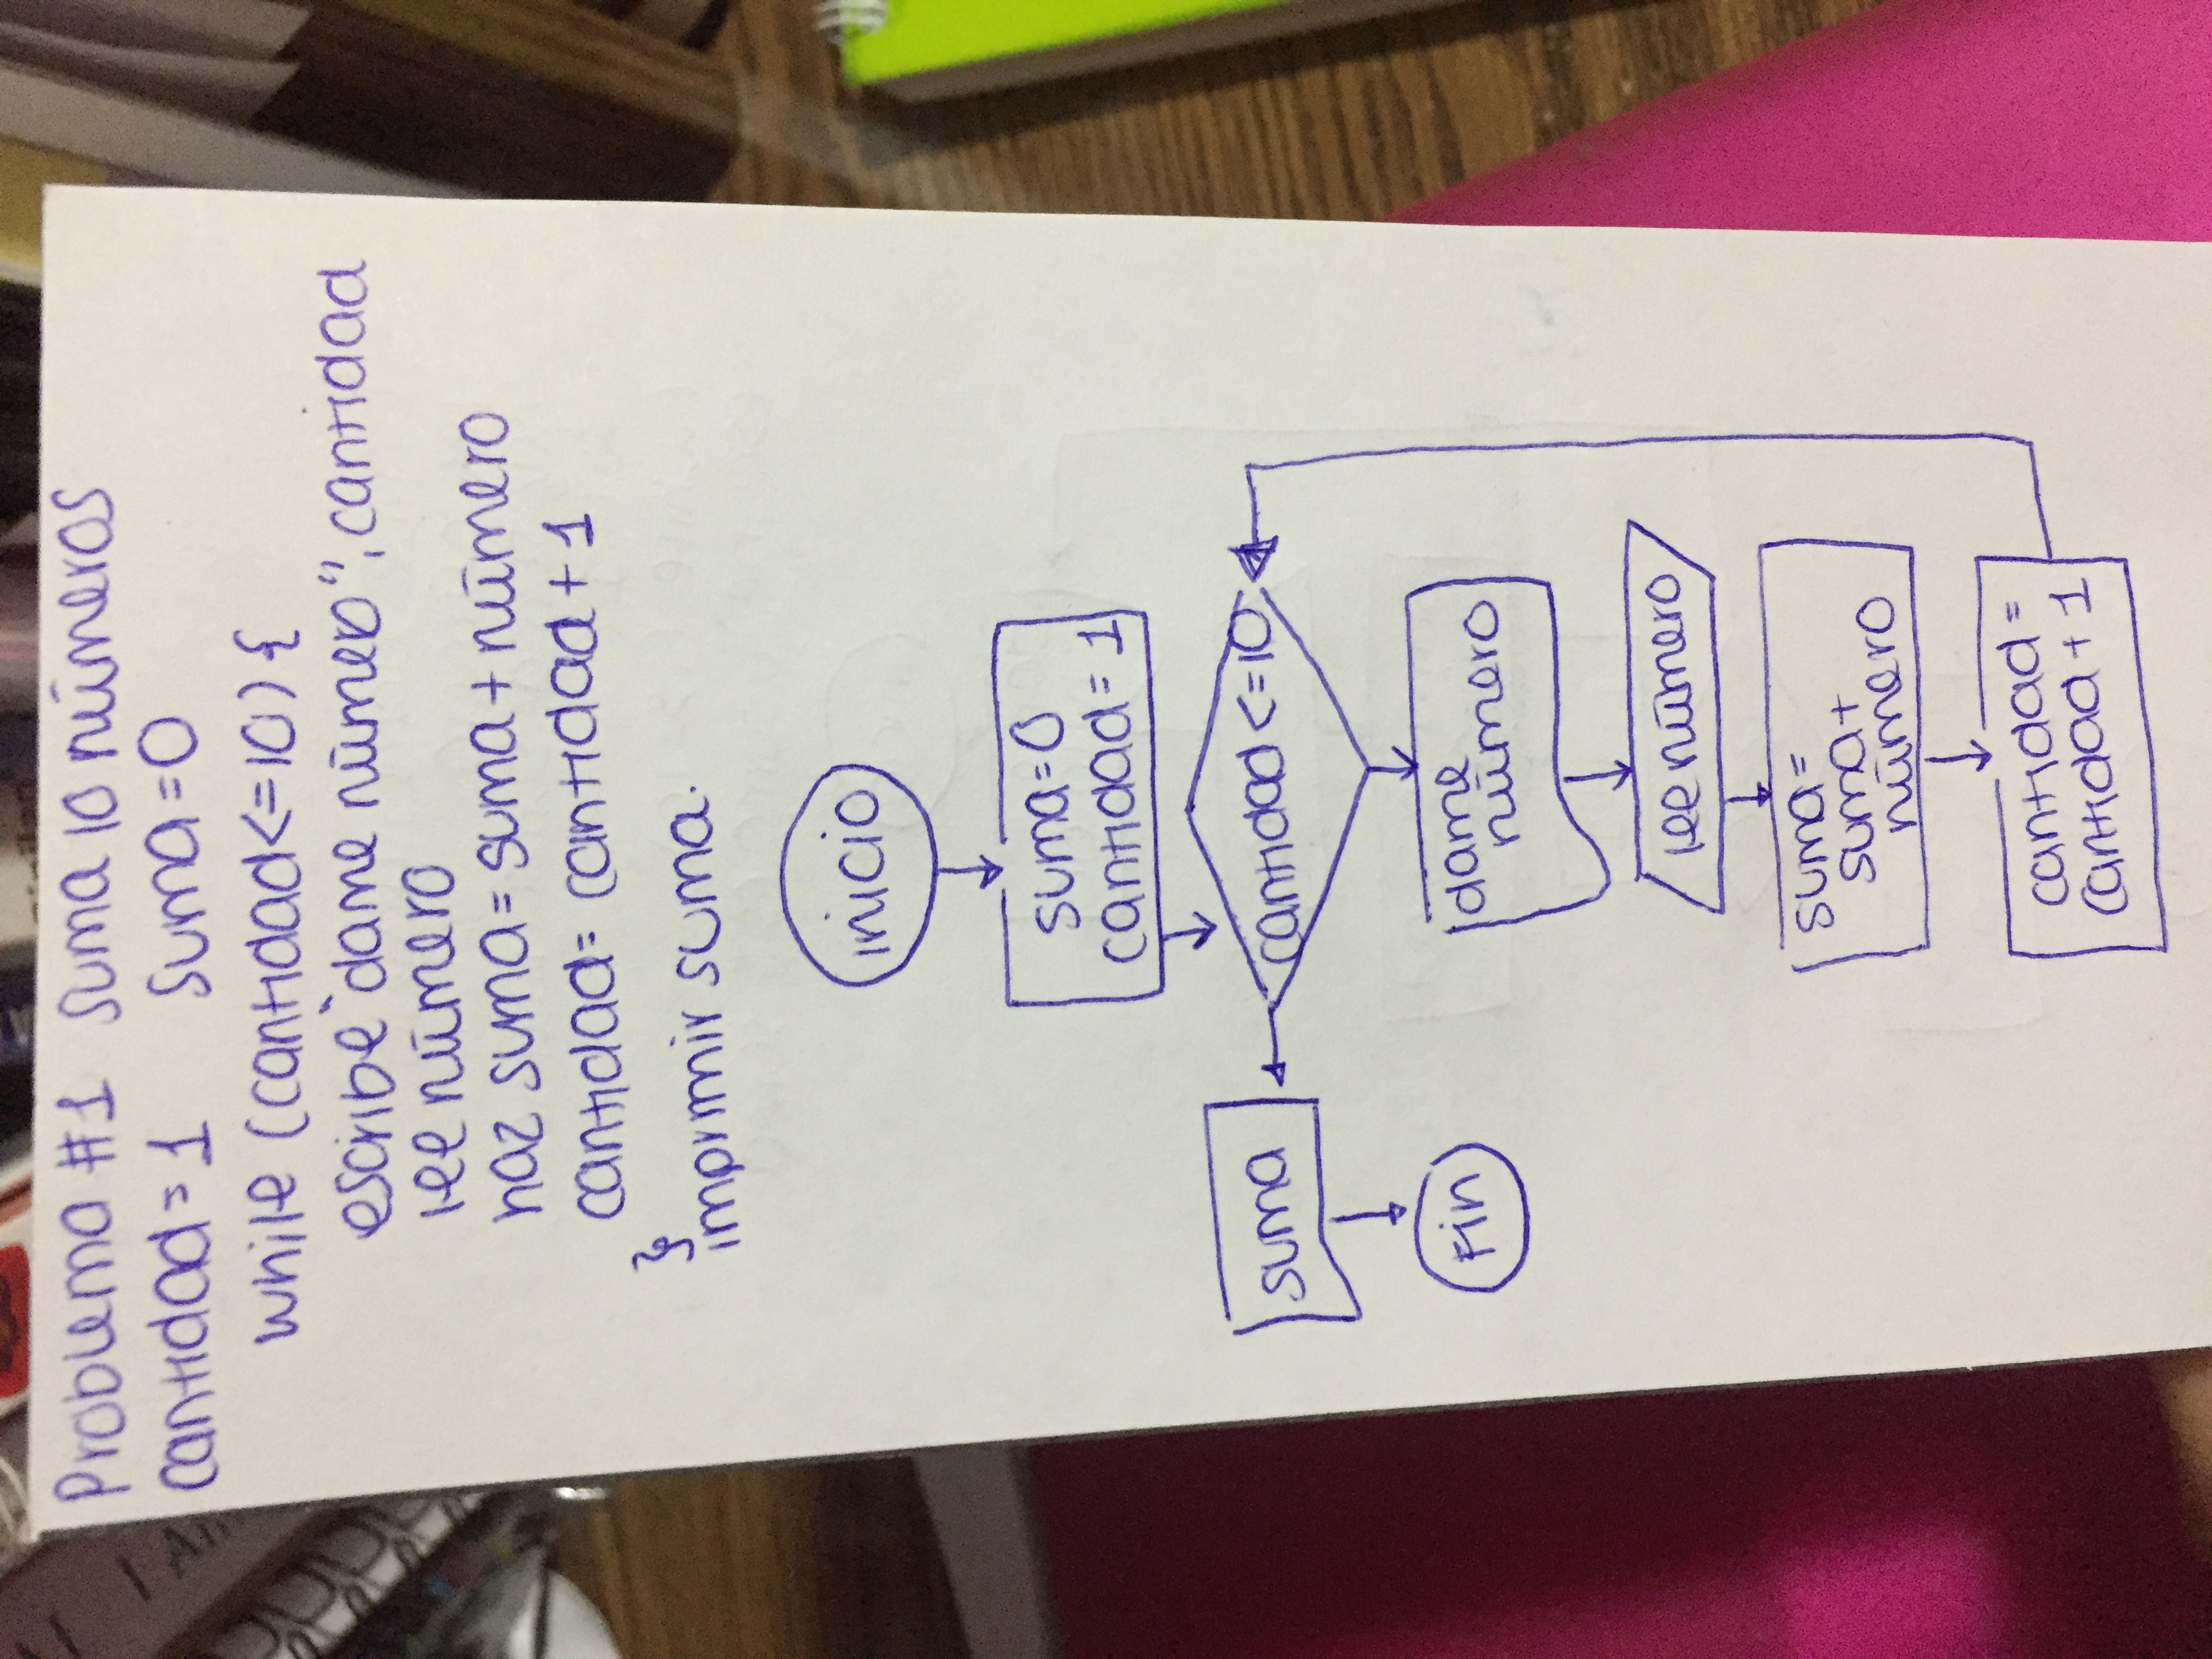 Problema #1 suma 10 números
cantidad=1 suma=0
while (cantidad<=10) {
escribe "dame número", cantidad
lee número
haz suma=suma+número
cantidad= cantidad+1
}
imprimir suma.
inicio
suma=0
cantidad=1
cantidad<=10
suma
Fin
dame
número
lee número
suma=
suma+
número
cantidad=
cantidad+1